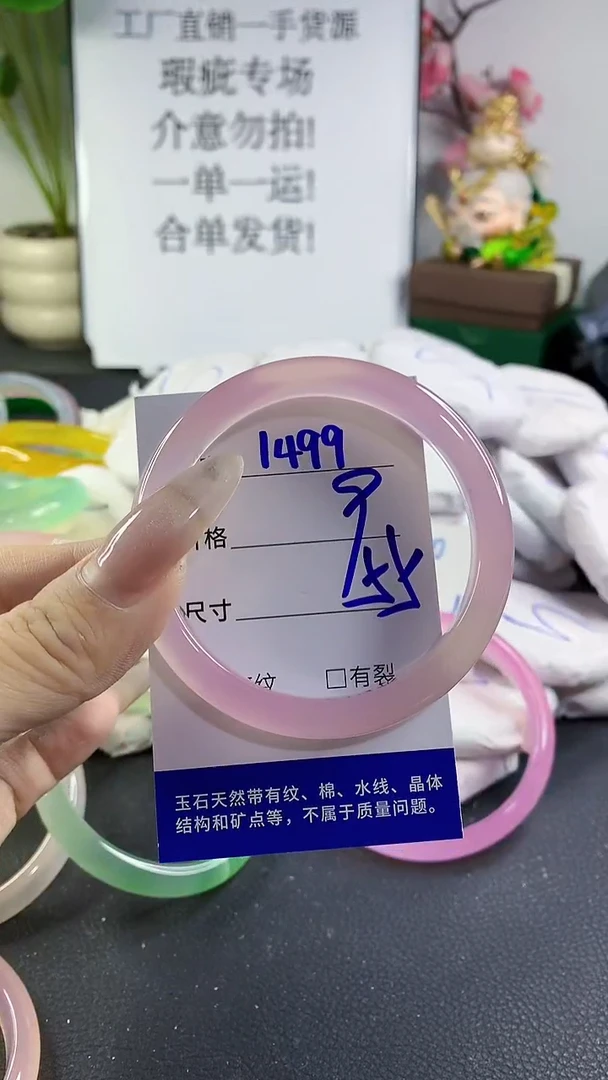 工厂直销一手货源
瑕疵专场
介意勿拍!
一单一运!
合单发货!
1499
格
尺寸
纹 □有裂
玉石天然带有纹、棉、水线、晶体
结构和矿点等，不属于质量问题。